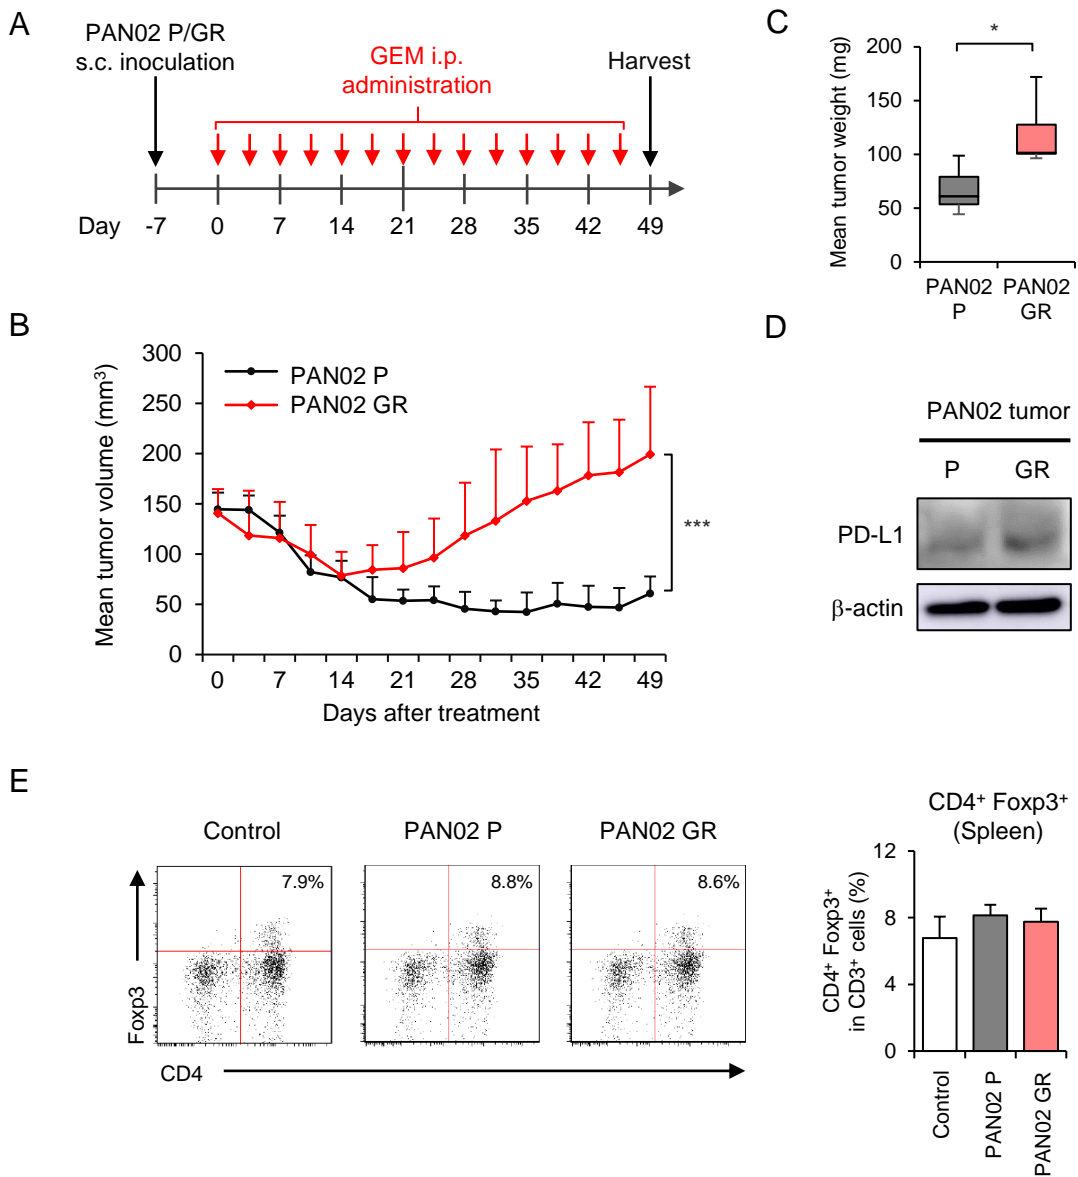 A
PAN02 P/GR
s.c. inoculation
GEM i.p.
administration
Harvest
Day -7 0 7 14 21 28 35 42 49
B
Mean tumor volume (mm³)
300
250
200
150
100
50
0
PAN02 P
PAN02 GR
***
0 7 14 21 28 35 42 49
Days after treatment
C
Mean tumor weight (mg)
200
150
100
50
0
*
PAN02
P
PAN02
GR
D
PAN02 tumor
P GR
PD-L1
β-actin
E
Control PAN02 P PAN02 GR
7.9% 8.8% 8.6%
Foxp3
CD4
CD4⁺ Foxp3⁺
(Spleen)
CD4⁺ Foxp3⁺
in CD3⁺ cells (%)
12
8
4
0
Control
PAN02 P
PAN02 GR